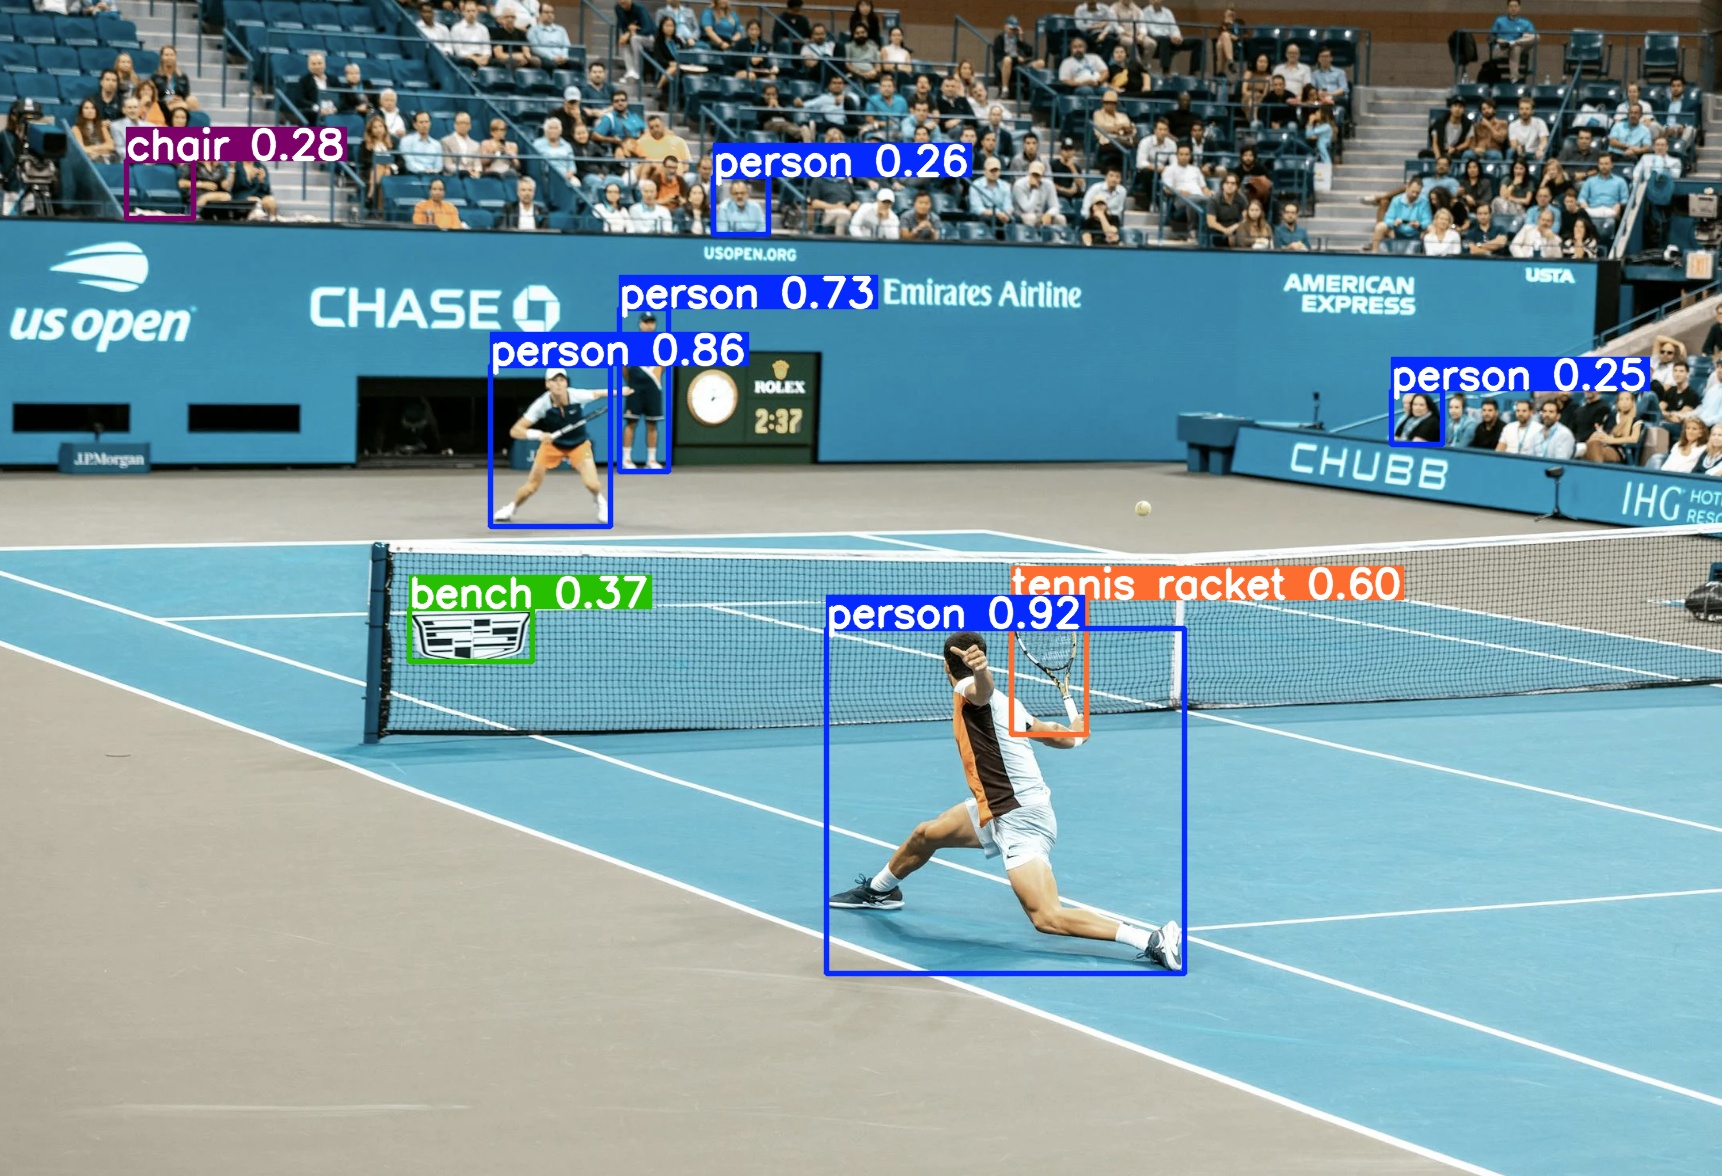 chair 0.28
person 0.26
USOPEN.ORG
us open
CHASE
person 0.73
Emirates Airline
AMERICAN
EXPRESS
USTA
person 0.86
ROLEX
2:37
person 0.25
J.P.Morgan
CHUBB
IHG HOT
RESO
bench 0.37
tennis racket 0.60
person 0.92